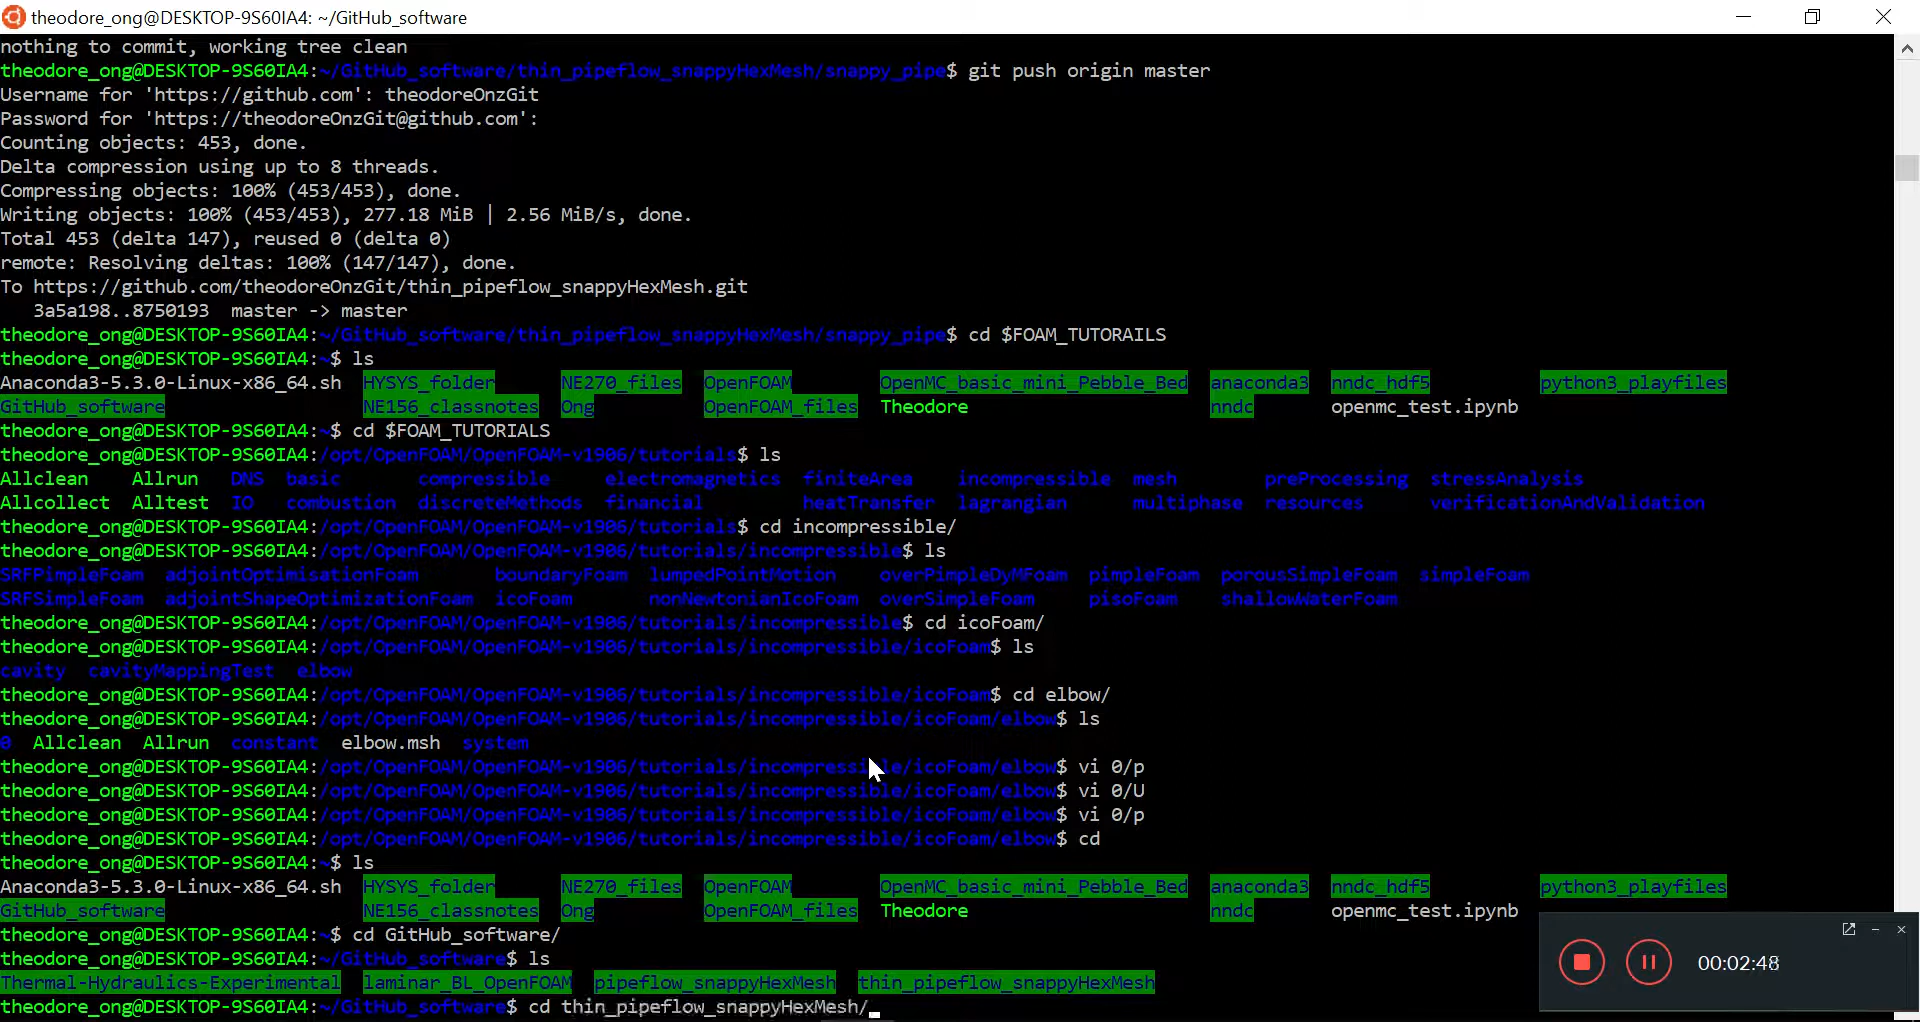 theodore_ong@DESKTOP-9S60IA4: ~/GitHub_software
nothing to commit, working tree clean
theodore_ong@DESKTOP-9S60IA4:~/GitHub_software/thin_pipeflow_snappyHexMesh/snappy_pipe$ git push origin master
Username for 'https://github.com': theodoreOnzGit
Password for 'https://theodoreOnzGit@github.com':
Counting objects: 453, done.
Delta compression using up to 8 threads.
Compressing objects: 100% (453/453), done.
Writing objects: 100% (453/453), 277.18 MiB | 2.56 MiB/s, done.
Total 453 (delta 147), reused 0 (delta 0)
remote: Resolving deltas: 100% (147/147), done.
To https://github.com/theodoreOnzGit/thin_pipeflow_snappyHexMesh.git
   3a5a198..8750193  master -> master
theodore_ong@DESKTOP-9S60IA4:~/GitHub_software/thin_pipeflow_snappyHexMesh/snappy_pipe$ cd $FOAM_TUTORAILS
theodore_ong@DESKTOP-9S60IA4:~$ ls
Anaconda3-5.3.0-Linux-x86_64.sh HYSYS_folder NE270_files OpenFOAM OpenMC_basic_mini_Pebble_Bed anaconda3 nndc_hdf5 python3_playfiles
GitHub_software NE156_classnotes Ong OpenFOAM_files Theodore nndc openmc_test.ipynb
theodore_ong@DESKTOP-9S60IA4:~$ cd $FOAM_TUTORIALS
theodore_ong@DESKTOP-9S60IA4:/opt/OpenFOAM/OpenFOAM-v1906/tutorials$ ls
Allclean Allrun DNS basic compressible electromagnetics finiteArea incompressible mesh preProcessing stressAnalysis
Allcollect Alltest IO combustion discreteMethods financial heatTransfer lagrangian multiphase resources verificationAndValidation
theodore_ong@DESKTOP-9S60IA4:/opt/OpenFOAM/OpenFOAM-v1906/tutorials$ cd incompressible/
theodore_ong@DESKTOP-9S60IA4:/opt/OpenFOAM/OpenFOAM-v1906/tutorials/incompressible$ ls
SRFPimpleFoam adjointOptimisationFoam boundaryFoam lumpedPointMotion overPimpleDyMFoam pimpleFoam porousSimpleFoam simpleFoam
SRFSimpleFoam adjointShapeOptimizationFoam icoFoam nonNewtonianIcoFoam overSimpleFoam pisoFoam shallowWaterFoam
theodore_ong@DESKTOP-9S60IA4:/opt/OpenFOAM/OpenFOAM-v1906/tutorials/incompressible$ cd icoFoam/
theodore_ong@DESKTOP-9S60IA4:/opt/OpenFOAM/OpenFOAM-v1906/tutorials/incompressible/icoFoam$ ls
cavity cavityMappingTest elbow
theodore_ong@DESKTOP-9S60IA4:/opt/OpenFOAM/OpenFOAM-v1906/tutorials/incompressible/icoFoam$ cd elbow/
theodore_ong@DESKTOP-9S60IA4:/opt/OpenFOAM/OpenFOAM-v1906/tutorials/incompressible/icoFoam/elbow$ ls
0 Allclean Allrun constant elbow.msh system
theodore_ong@DESKTOP-9S60IA4:/opt/OpenFOAM/OpenFOAM-v1906/tutorials/incompressible/icoFoam/elbow$ vi 0/p
theodore_ong@DESKTOP-9S60IA4:/opt/OpenFOAM/OpenFOAM-v1906/tutorials/incompressible/icoFoam/elbow$ vi 0/U
theodore_ong@DESKTOP-9S60IA4:/opt/OpenFOAM/OpenFOAM-v1906/tutorials/incompressible/icoFoam/elbow$ vi 0/p
theodore_ong@DESKTOP-9S60IA4:/opt/OpenFOAM/OpenFOAM-v1906/tutorials/incompressible/icoFoam/elbow$ cd
theodore_ong@DESKTOP-9S60IA4:~$ ls
Anaconda3-5.3.0-Linux-x86_64.sh HYSYS_folder NE270_files OpenFOAM OpenMC_basic_mini_Pebble_Bed anaconda3 nndc_hdf5 python3_playfiles
GitHub_software NE156_classnotes Ong OpenFOAM_files Theodore nndc openmc_test.ipynb
theodore_ong@DESKTOP-9S60IA4:~$ cd GitHub_software/
theodore_ong@DESKTOP-9S60IA4:~/GitHub_software$ ls
Thermal-Hydraulics-Experimental laminar_BL_OpenFOAM pipeflow_snappyHexMesh thin_pipeflow_snappyHexMesh
theodore_ong@DESKTOP-9S60IA4:~/GitHub_software$ cd thin_pipeflow_snappyHexMesh/
00:02:48